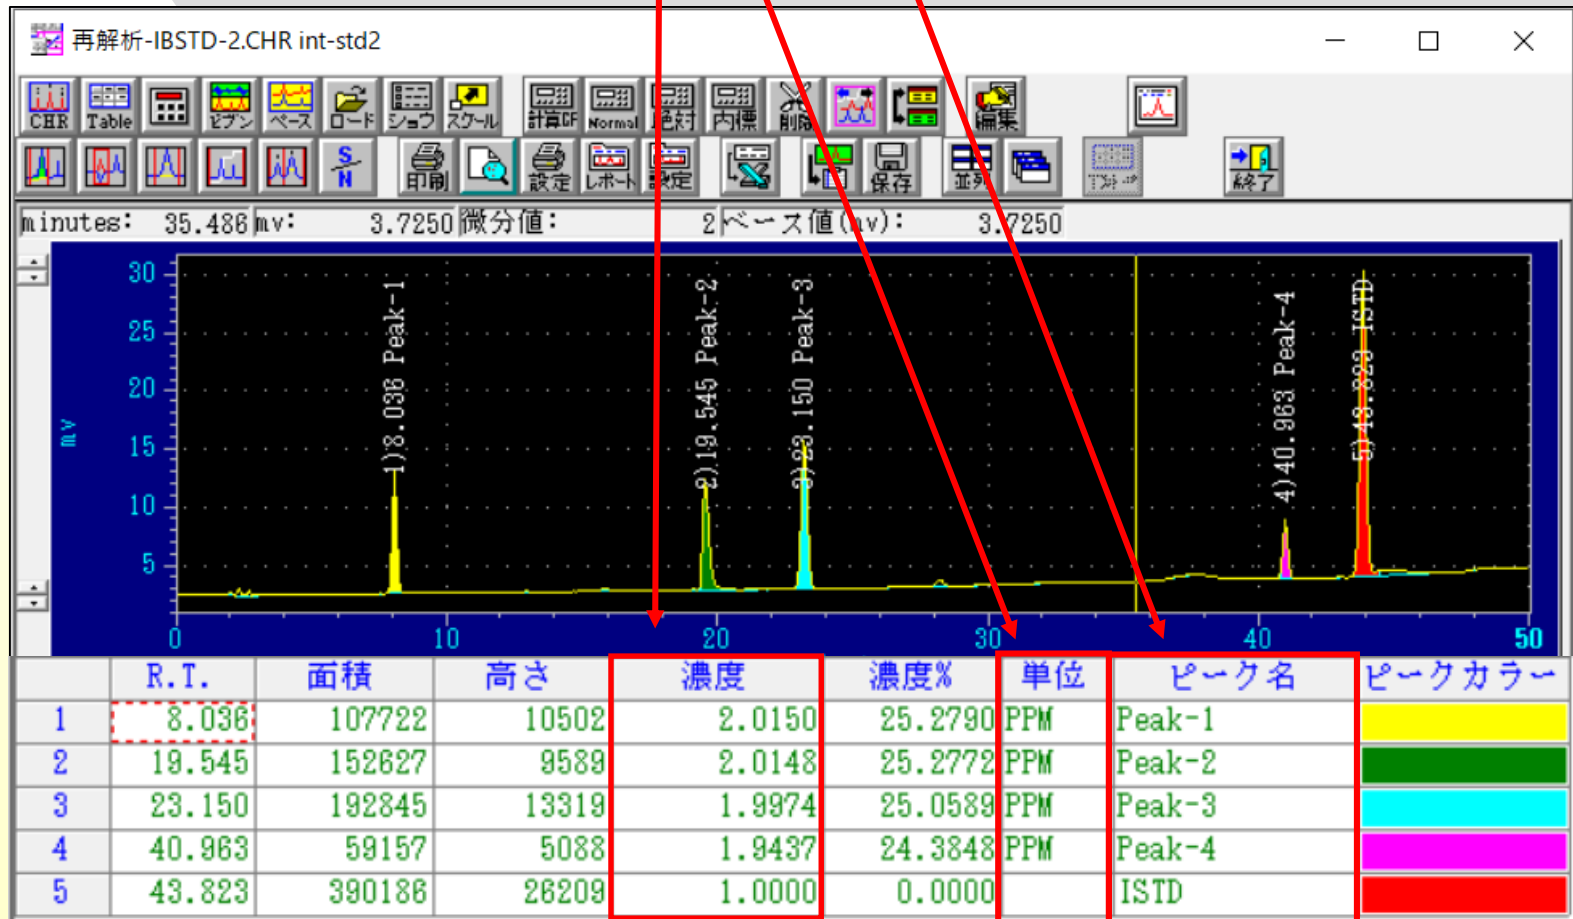 再解析-IBSTD-2.CHR int-std2
CHR Table ピブン ベース ロード ショウ スケール 計算CF Normal 絶対 内標 削除 編集
S/N 印刷 設定 レポート 設定 保存 並列 終了
minutes: 35.486 mv: 3.7250 微分値: 2 ベース値(mv): 3.7250
30
25
20
15
10
5
mv
1)8.036 Peak-1
2)19.545 Peak-2
3)23.150 Peak-3
4)40.963 Peak-4
5)43.823 ISTD
0 10 20 30 40 50
R.T. 面積 高さ 濃度 濃度% 単位 ピーク名 ピークカラー
1 8.036 107722 10502 2.0150 25.2790 PPM Peak-1
2 19.545 152627 9589 2.0148 25.2772 PPM Peak-2
3 23.150 192845 13319 1.9974 25.0589 PPM Peak-3
4 40.963 59157 5088 1.9437 24.3848 PPM Peak-4
5 43.823 390186 26209 1.0000 0.0000 ISTD